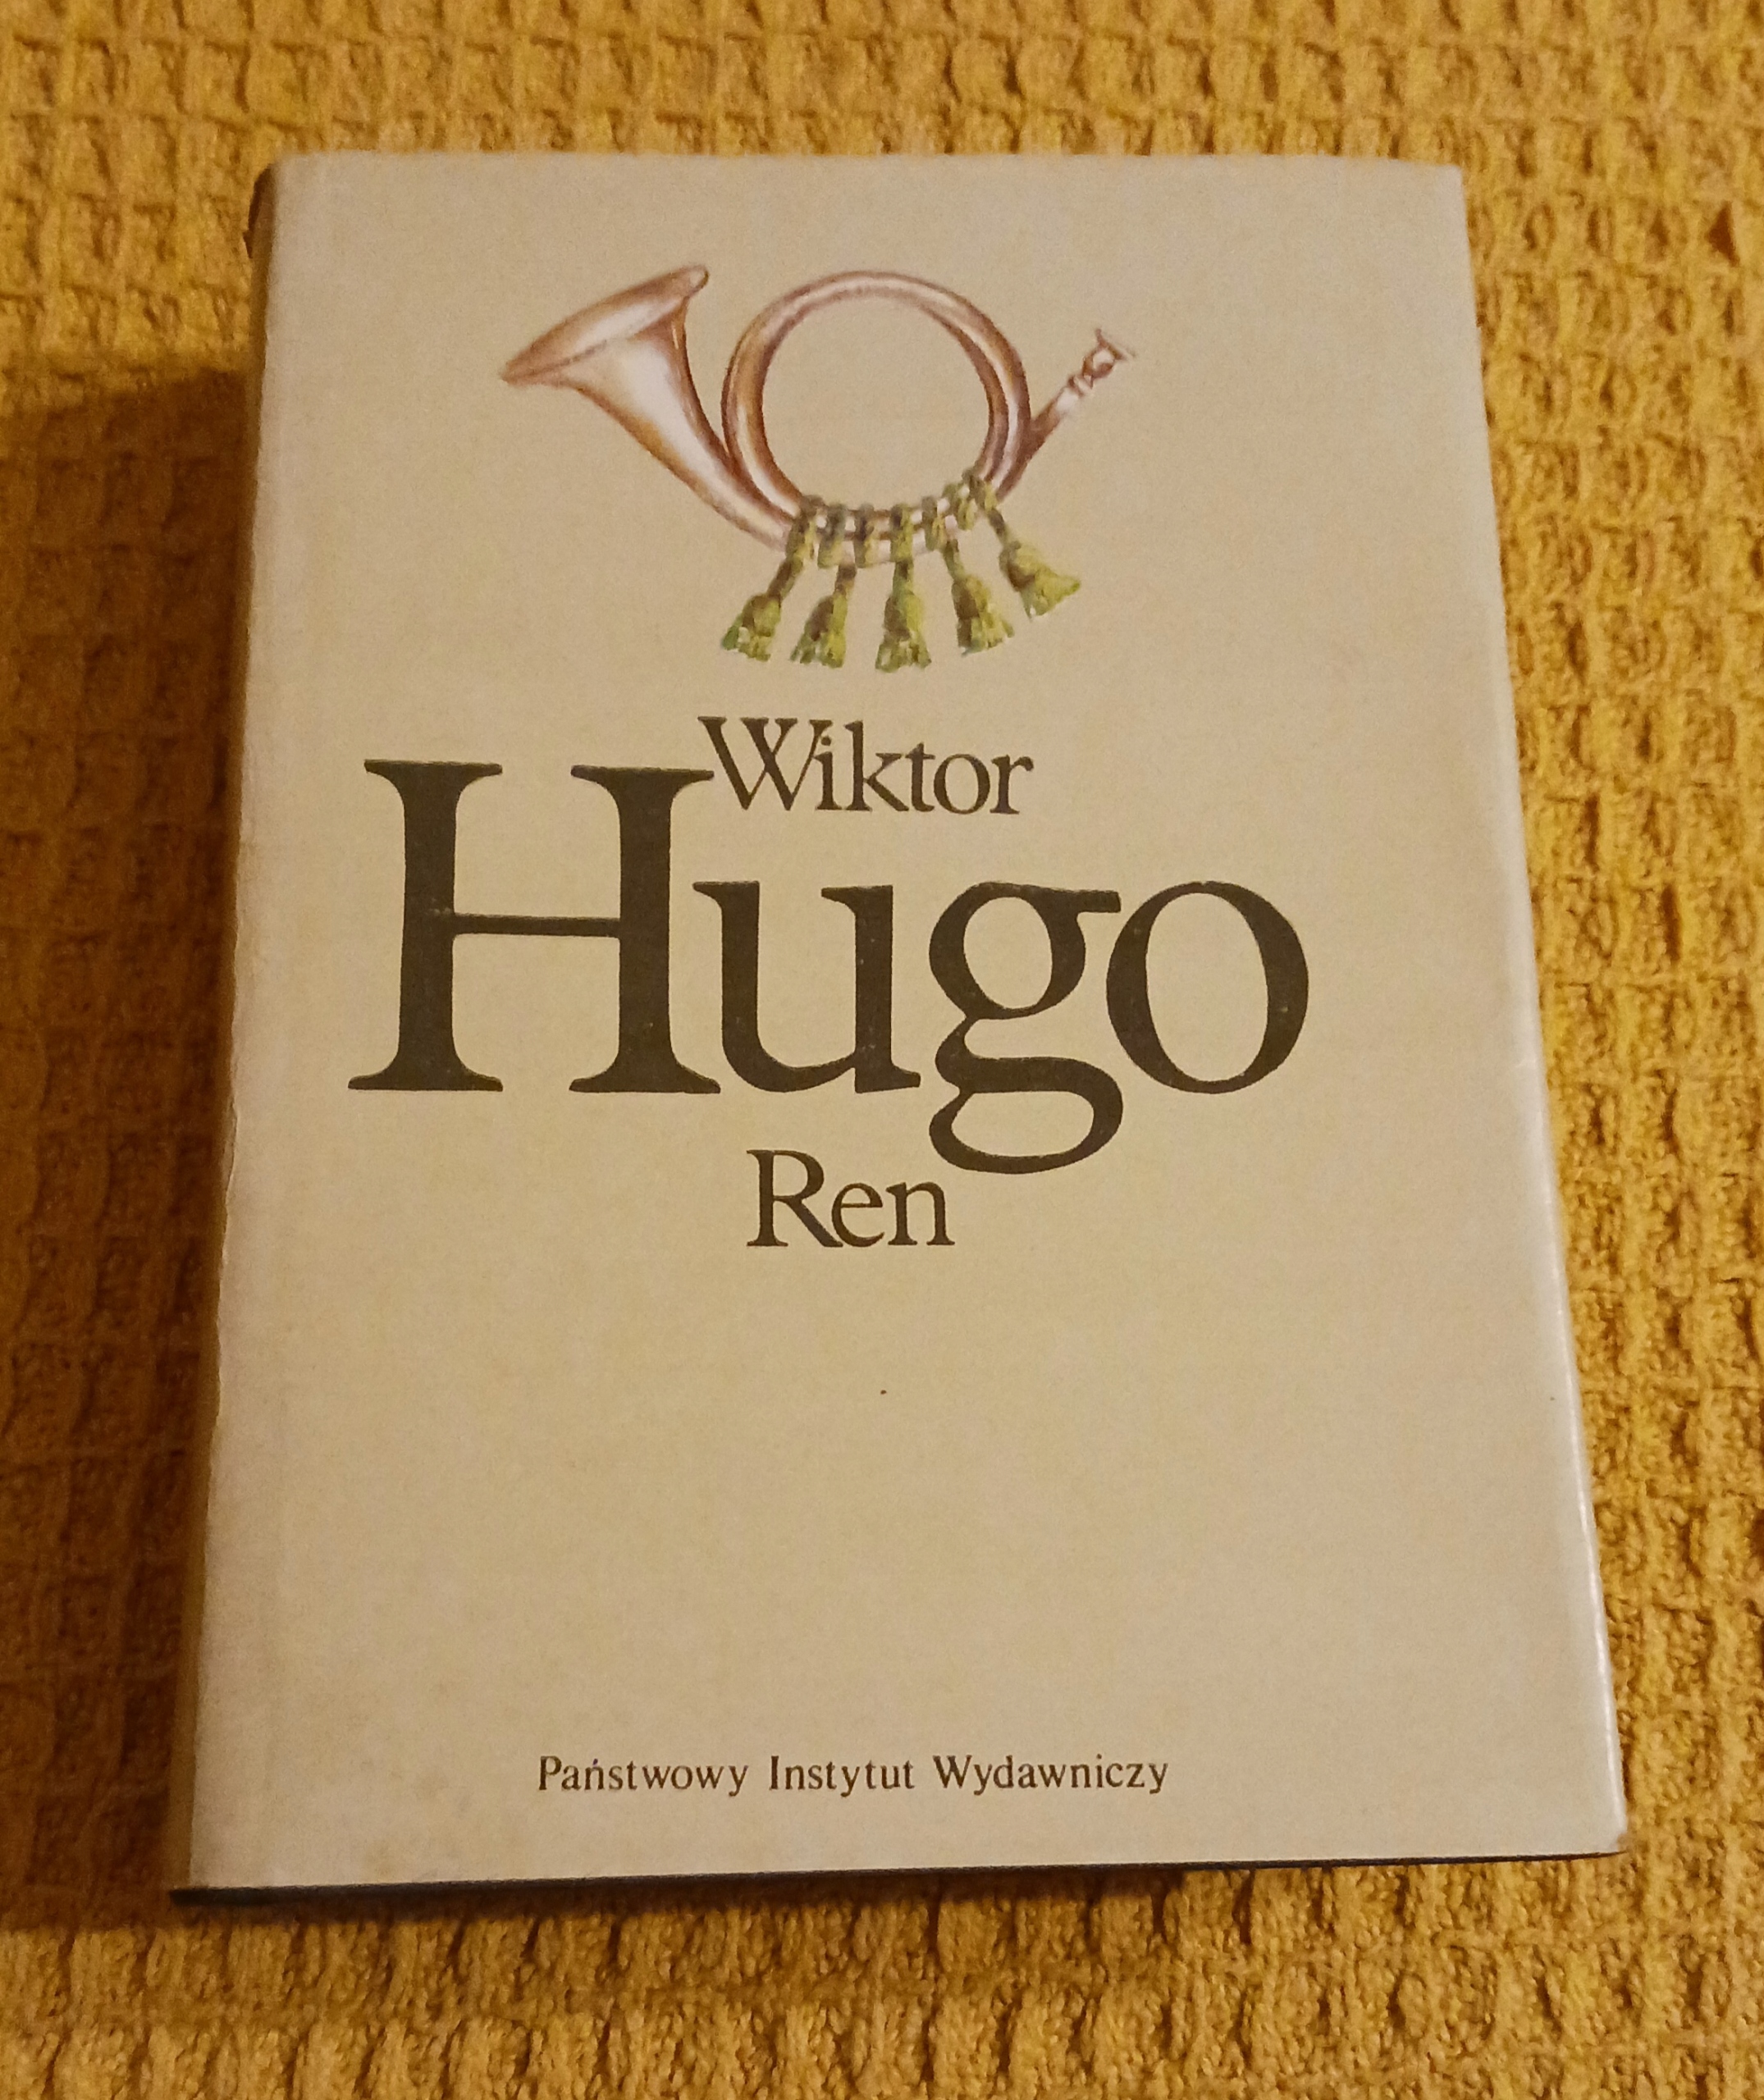 Wiktor
Hugo
Ren
Państwowy Instytut Wydawniczy